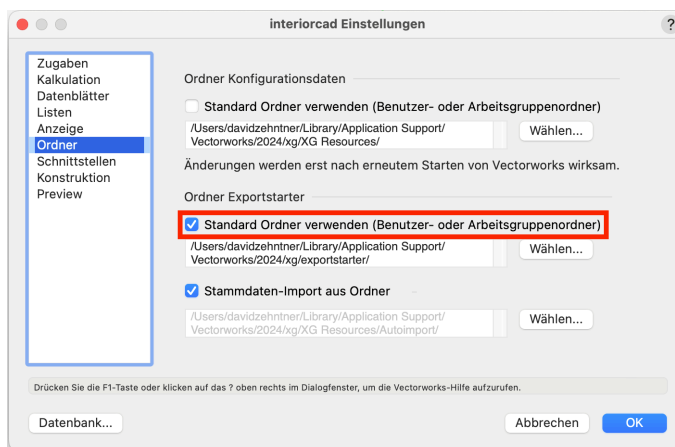 interiorcad Einstellungen
?
Zugaben
Kalkulation
Datenblätter
Listen
Anzeige
Ordner
Schnittstellen
Konstruktion
Preview
Ordner Konfigurationsdaten
Standard Ordner verwenden (Benutzer- oder Arbeitsgruppenordner)
/Users/davidzehntner/Library/Application Support/
Vectorworks/2024/xg/XG Resources/
Wählen...
Änderungen werden erst nach erneutem Starten von Vectorworks wirksam.
Ordner Exportstarter
Standard Ordner verwenden (Benutzer- oder Arbeitsgruppenordner)
/Users/davidzehntner/Library/Application Support/
Vectorworks/2024/xg/exportstarter/
Wählen...
Stammdaten-Import aus Ordner
/Users/davidzehntner/Library/Application Support/
Vectorworks/2024/xg/XG Resources/Autoimport/
Wählen...
Drücken Sie die F1-Taste oder klicken auf das ? oben rechts im Dialogfenster, um die Vectorworks-Hilfe aufzurufen.
Datenbank...
Abbrechen
OK